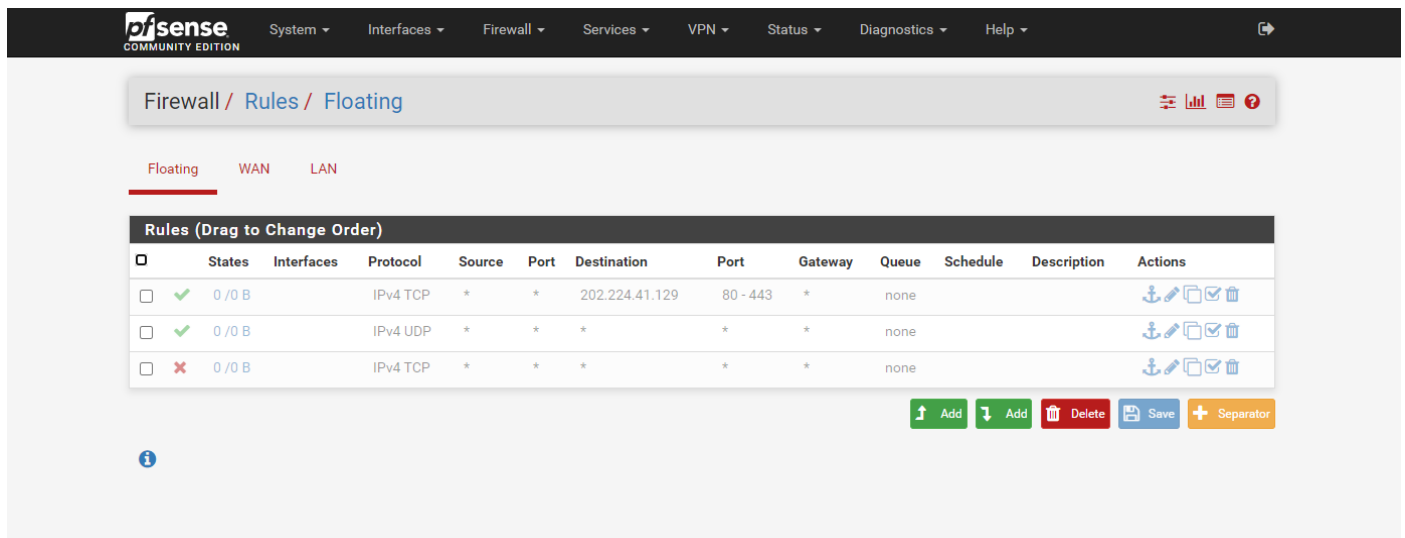 pfsense System Interfaces Firewall Services VPN Status Diagnostics Help
COMMUNITY EDITION
Firewall / Rules / Floating
Floating WAN LAN
Rules (Drag to Change Order)
States Interfaces Protocol Source Port Destination Port Gateway Queue Schedule Description Actions
0 /0 B IPv4 TCP * * 202.224.41.129 80 - 443 * none
0 /0 B IPv4 UDP * * * * * none
0 /0 B IPv4 TCP * * * * * none
Add Add Delete Save Separator